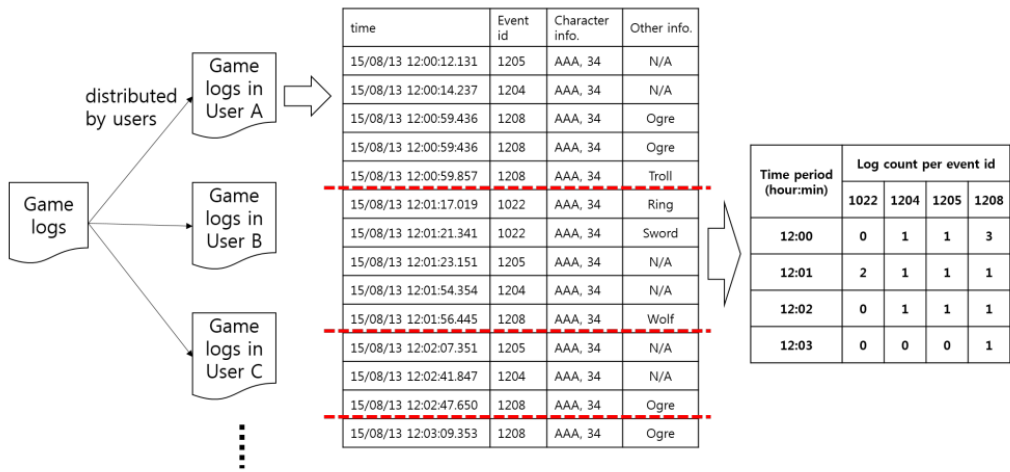 Game
logs
distributed
by users
Game
logs in
User A
Game
logs in
User B
Game
logs in
User C
time Event id Character info. Other info.
15/08/13 12:00:12.131 1205 AAA, 34 N/A
15/08/13 12:00:14.237 1204 AAA, 34 N/A
15/08/13 12:00:59.436 1208 AAA, 34 Ogre
15/08/13 12:00:59:436 1208 AAA, 34 Ogre
15/08/13 12:00:59.857 1208 AAA, 34 Troll
15/08/13 12:01:17.019 1022 AAA, 34 Ring
15/08/13 12:01:21.341 1022 AAA, 34 Sword
15/08/13 12:01:23.151 1205 AAA, 34 N/A
15/08/13 12:01:54.354 1204 AAA, 34 N/A
15/08/13 12:01:56.445 1208 AAA, 34 Wolf
15/08/13 12:02:07.351 1205 AAA, 34 N/A
15/08/13 12:02:41.847 1204 AAA, 34 N/A
15/08/13 12:02:47.650 1208 AAA, 34 Ogre
15/08/13 12:03:09.353 1208 AAA, 34 Ogre
Time period
(hour:min)
Log count per event id
1022 1204 1205 1208
12:00 0 1 1 3
12:01 2 1 1 1
12:02 0 1 1 1
12:03 0 0 0 1